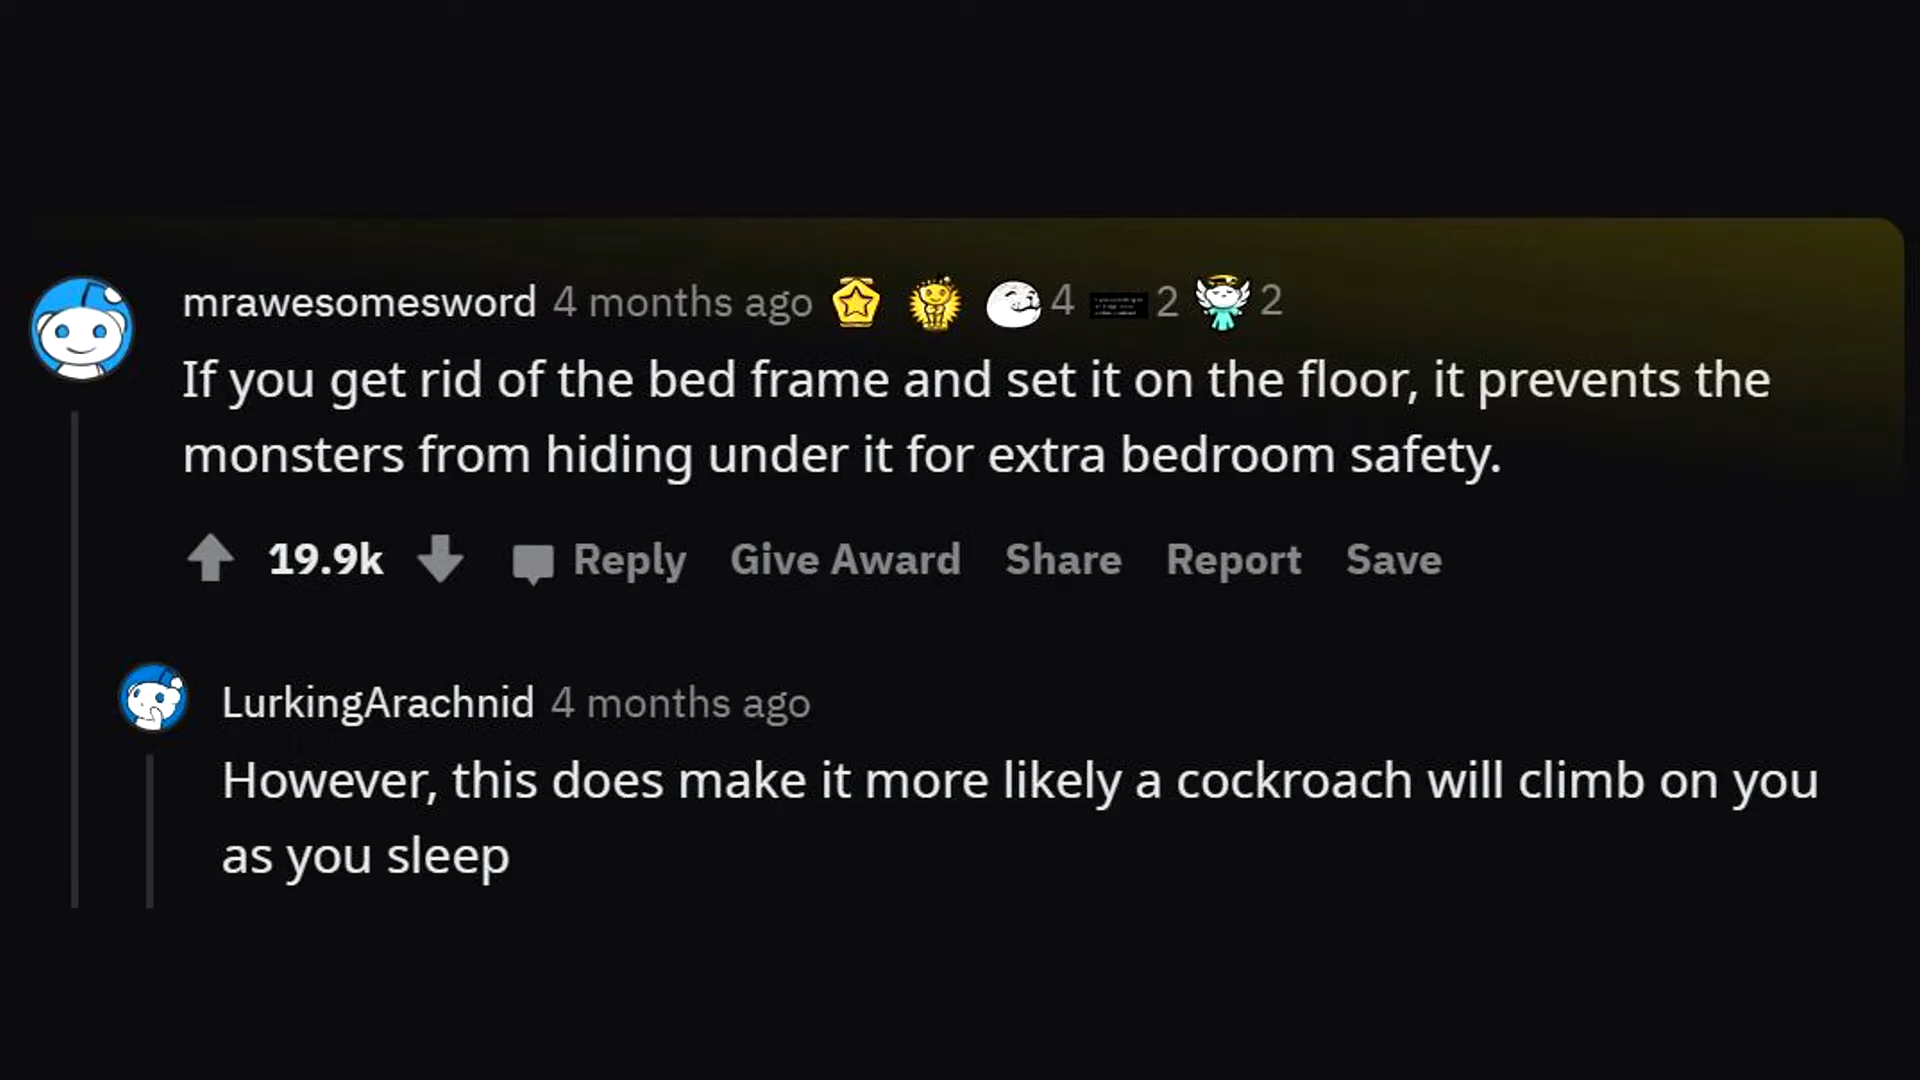 mrawesomesword 4 months ago 4 2 2
If you get rid of the bed frame and set it on the floor, it prevents the
monsters from hiding under it for extra bedroom safety.
19.9k Reply Give Award Share Report Save
LurkingArachnid 4 months ago
However, this does make it more likely a cockroach will climb on you
as you sleep